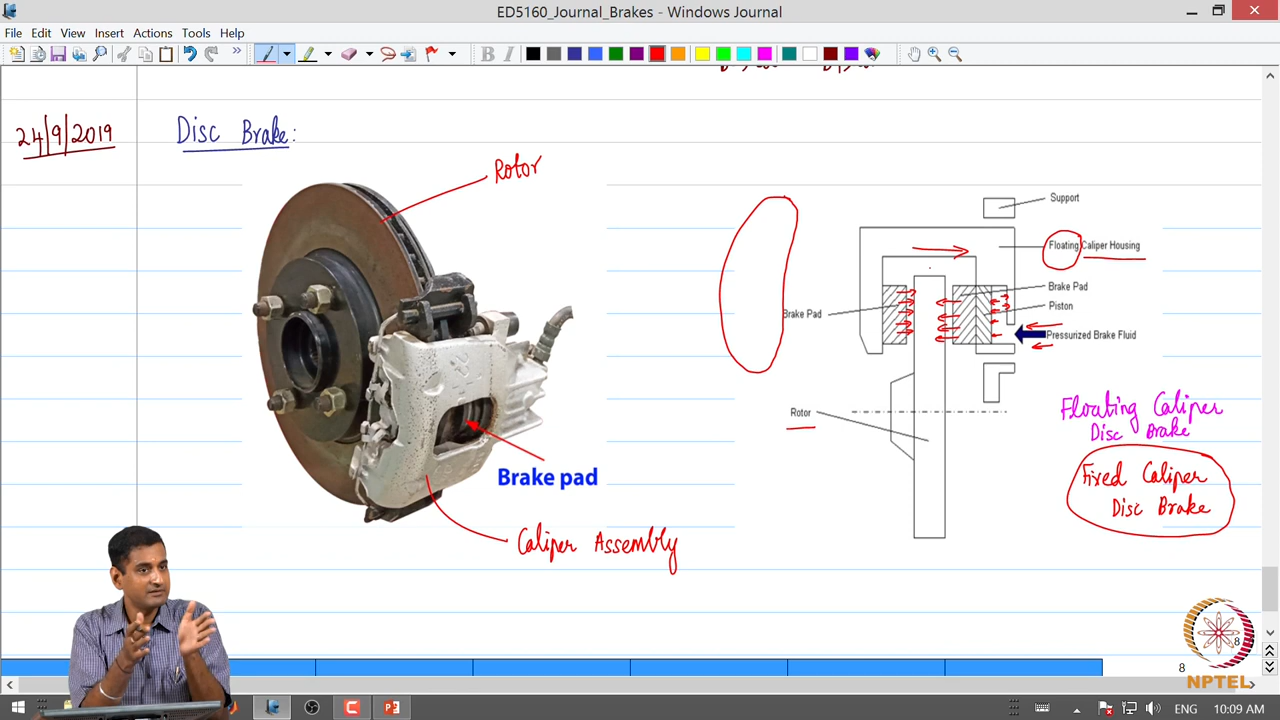 ED5160_Journal_Brakes - Windows Journal
File Edit View Insert Actions Tools Help
24/9/2019
Disc Brake:
Rotor
Brake pad
Caliper Assembly
Support
Floating Caliper Housing
Brake Pad
Piston
Brake Pad
Pressurized Brake Fluid
Rotor
Floating Caliper
Disc Brake
Fixed Caliper
Disc Brake
8
8
NPTEL
ENG 10:09 AM